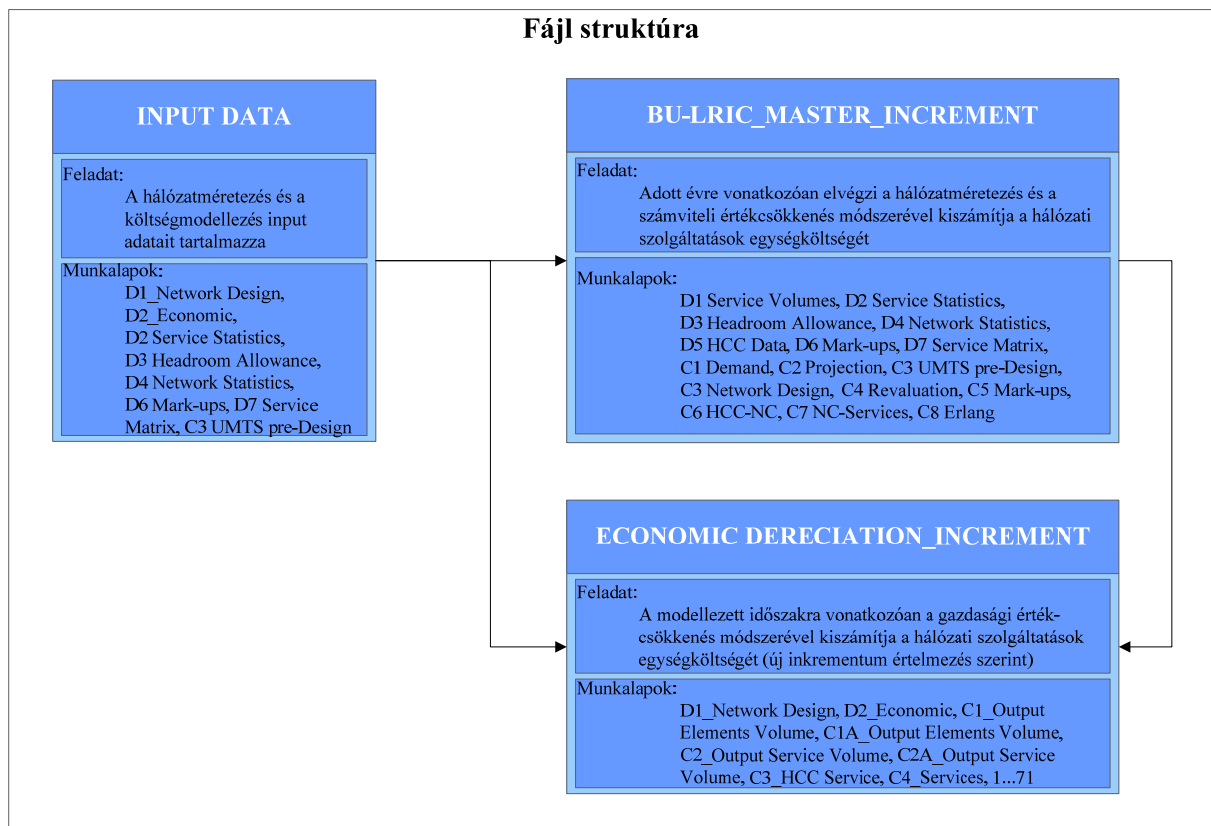 Fájl struktúra
INPUT DATA
Feladat:
A hálózatméretezés és a
költségmodellezés input
adatait tartalmazza
Munkalapok:
D1_Network Design,
D2_Economic,
D2 Service Statistics,
D3 Headroom Allowance,
D4 Network Statistics,
D6 Mark-ups, D7 Service
Matrix, C3 UMTS pre-Design
BU-LRIC_MASTER_INCREMENT
Feladat:
Adott évre vonatkozóan elvégzi a hálózatméretezés és a
számviteli értékcsökkenés módszerével kiszámítja a hálózati
szolgáltatások egységköltségét
Munkalapok:
D1 Service Volumes, D2 Service Statistics,
D3 Headroom Allowance, D4 Network Statistics,
D5 HCC Data, D6 Mark-ups, D7 Service Matrix,
C1 Demand, C2 Projection, C3 UMTS pre-Design,
C3 Network Design, C4 Revaluation, C5 Mark-ups,
C6 HCC-NC, C7 NC-Services, C8 Erlang
ECONOMIC DERECIATION_INCREMENT
Feladat:
A modellezett időszakra vonatkozóan a gazdasági érték-
csökkenés módszerével kiszámítja a hálózati szolgáltatások
egységköltségét (új inkrementum értelmezés szerint)
Munkalapok:
D1_Network Design, D2_Economic, C1_Output
Elements Volume, C1A_Output Elements Volume,
C2_Output Service Volume, C2A_Output Service
Volume, C3_HCC Service, C4_Services, 1...71